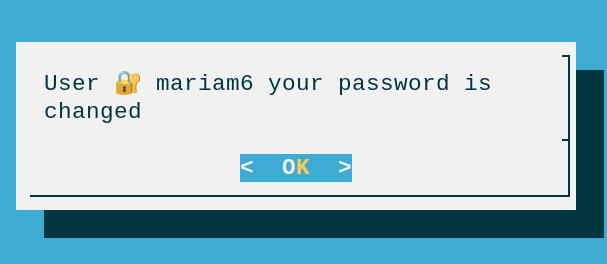 User 🔐 mariam6 your password is
changed
<  OK  >